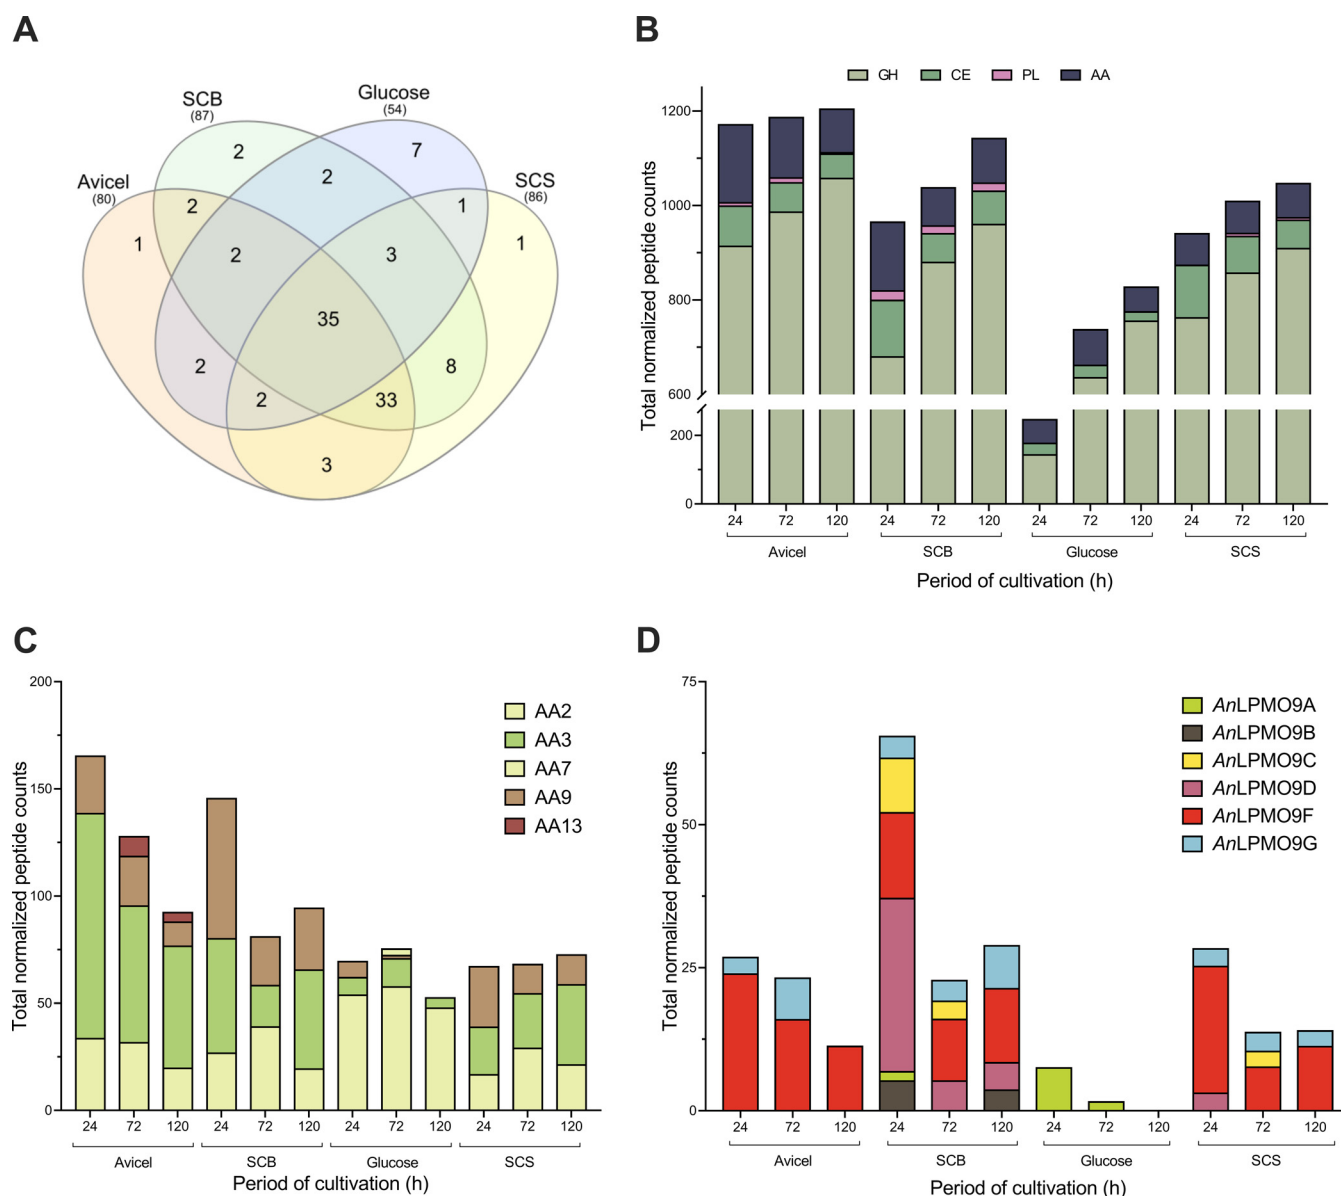 A
SCB
(87)
Glucose
(54)
Avicel
(80)
SCS
(86)
2
7
2
2
1
1
1
2
3
35
2
8
2
33
3
B
GH CE PL AA
Total normalized peptide counts
1200
1000
800
600
200
0
24 72 120 24 72 120 24 72 120 24 72 120
Avicel SCB Glucose SCS
Period of cultivation (h)
C
Total normalized peptide counts
200
150
100
50
0
AA2
AA3
AA7
AA9
AA13
24 72 120 24 72 120 24 72 120 24 72 120
Avicel SCB Glucose SCS
Period of cultivation (h)
D
Total normalized peptide counts
75
50
25
0
AnLPMO9A
AnLPMO9B
AnLPMO9C
AnLPMO9D
AnLPMO9F
AnLPMO9G
24 72 120 24 72 120 24 72 120 24 72 120
Avicel SCB Glucose SCS
Period of cultivation (h)